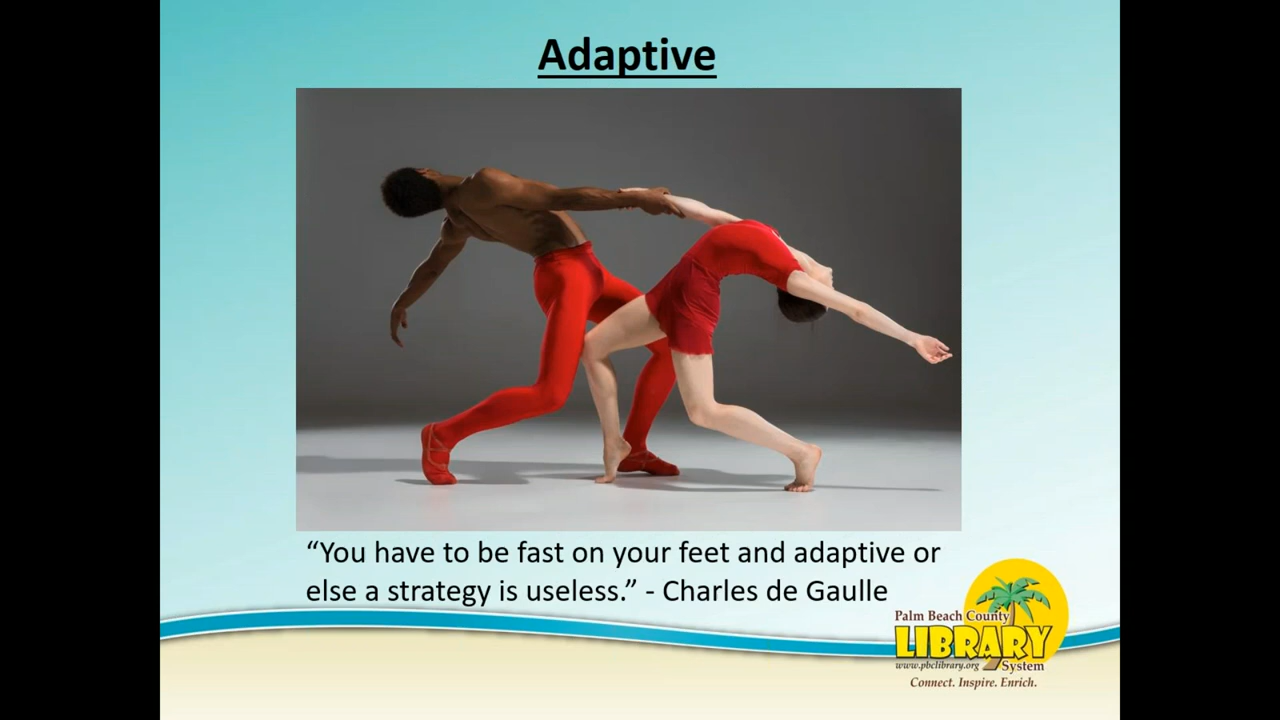 Adaptive
“You have to be fast on your feet and adaptive or
else a strategy is useless.” - Charles de Gaulle
Palm Beach County
LIBRARY
www.pbclibrary.org System
Connect. Inspire. Enrich.